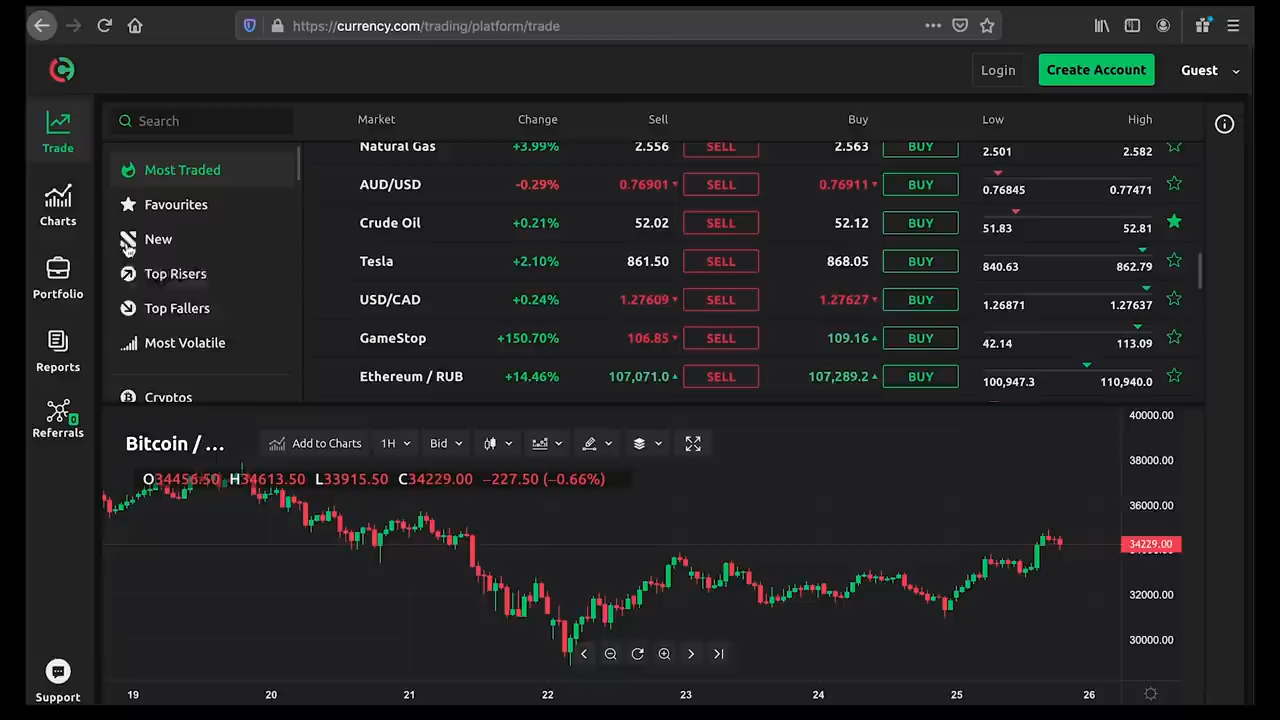 https://currency.com/trading/platform/trade
Login
Create Account
Guest
Trade
Charts
Portfolio
Reports
0
Referrals
Support
Search
Most Traded
Favourites
New
Top Risers
Top Fallers
Most Volatile
Cryptos
Market Change Sell Buy Low High
Natural Gas +3.99% 2.556 SELL 2.563 BUY 2.501 2.582
AUD/USD -0.29% 0.76901 SELL 0.76911 BUY 0.76845 0.77471
Crude Oil +0.21% 52.02 SELL 52.12 BUY 51.83 52.81
Tesla +2.10% 861.50 SELL 868.05 BUY 840.63 862.79
USD/CAD +0.24% 1.27609 SELL 1.27627 BUY 1.26871 1.27637
GameStop +150.70% 106.85 SELL 109.16 BUY 42.14 113.09
Ethereum / RUB +14.46% 107,071.0 SELL 107,289.2 BUY 100,947.3 110,940.0
Bitcoin / ... Add to Charts 1H Bid
O34456.50 H34613.50 L33915.50 C34229.00 −227.50 (−0.66%)
40000.00
38000.00
36000.00
34229.00
32000.00
30000.00
19 20 21 22 23 24 25 26